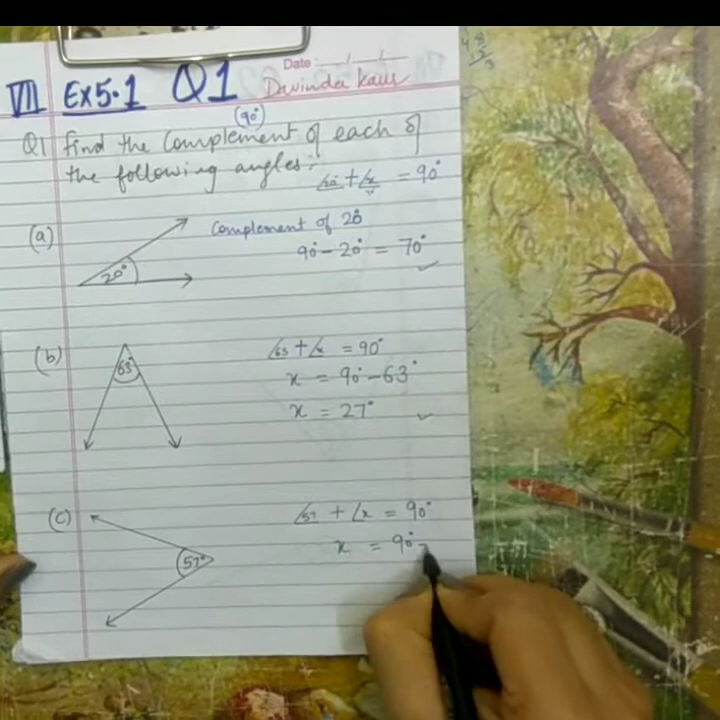 Date :
VII Ex5.1 Q1 Davinder Kaur
(90°)
Q1 Find the Complement of each of
the following angles:-
∠20° + ∠x = 90°
(a) Complement of 20°
20° 90° - 20° = 70°
(b) 63° ∠63 + ∠x = 90°
x = 90° - 63°
x = 27°
(c) ∠57 + ∠x = 90°
57° x = 90° -